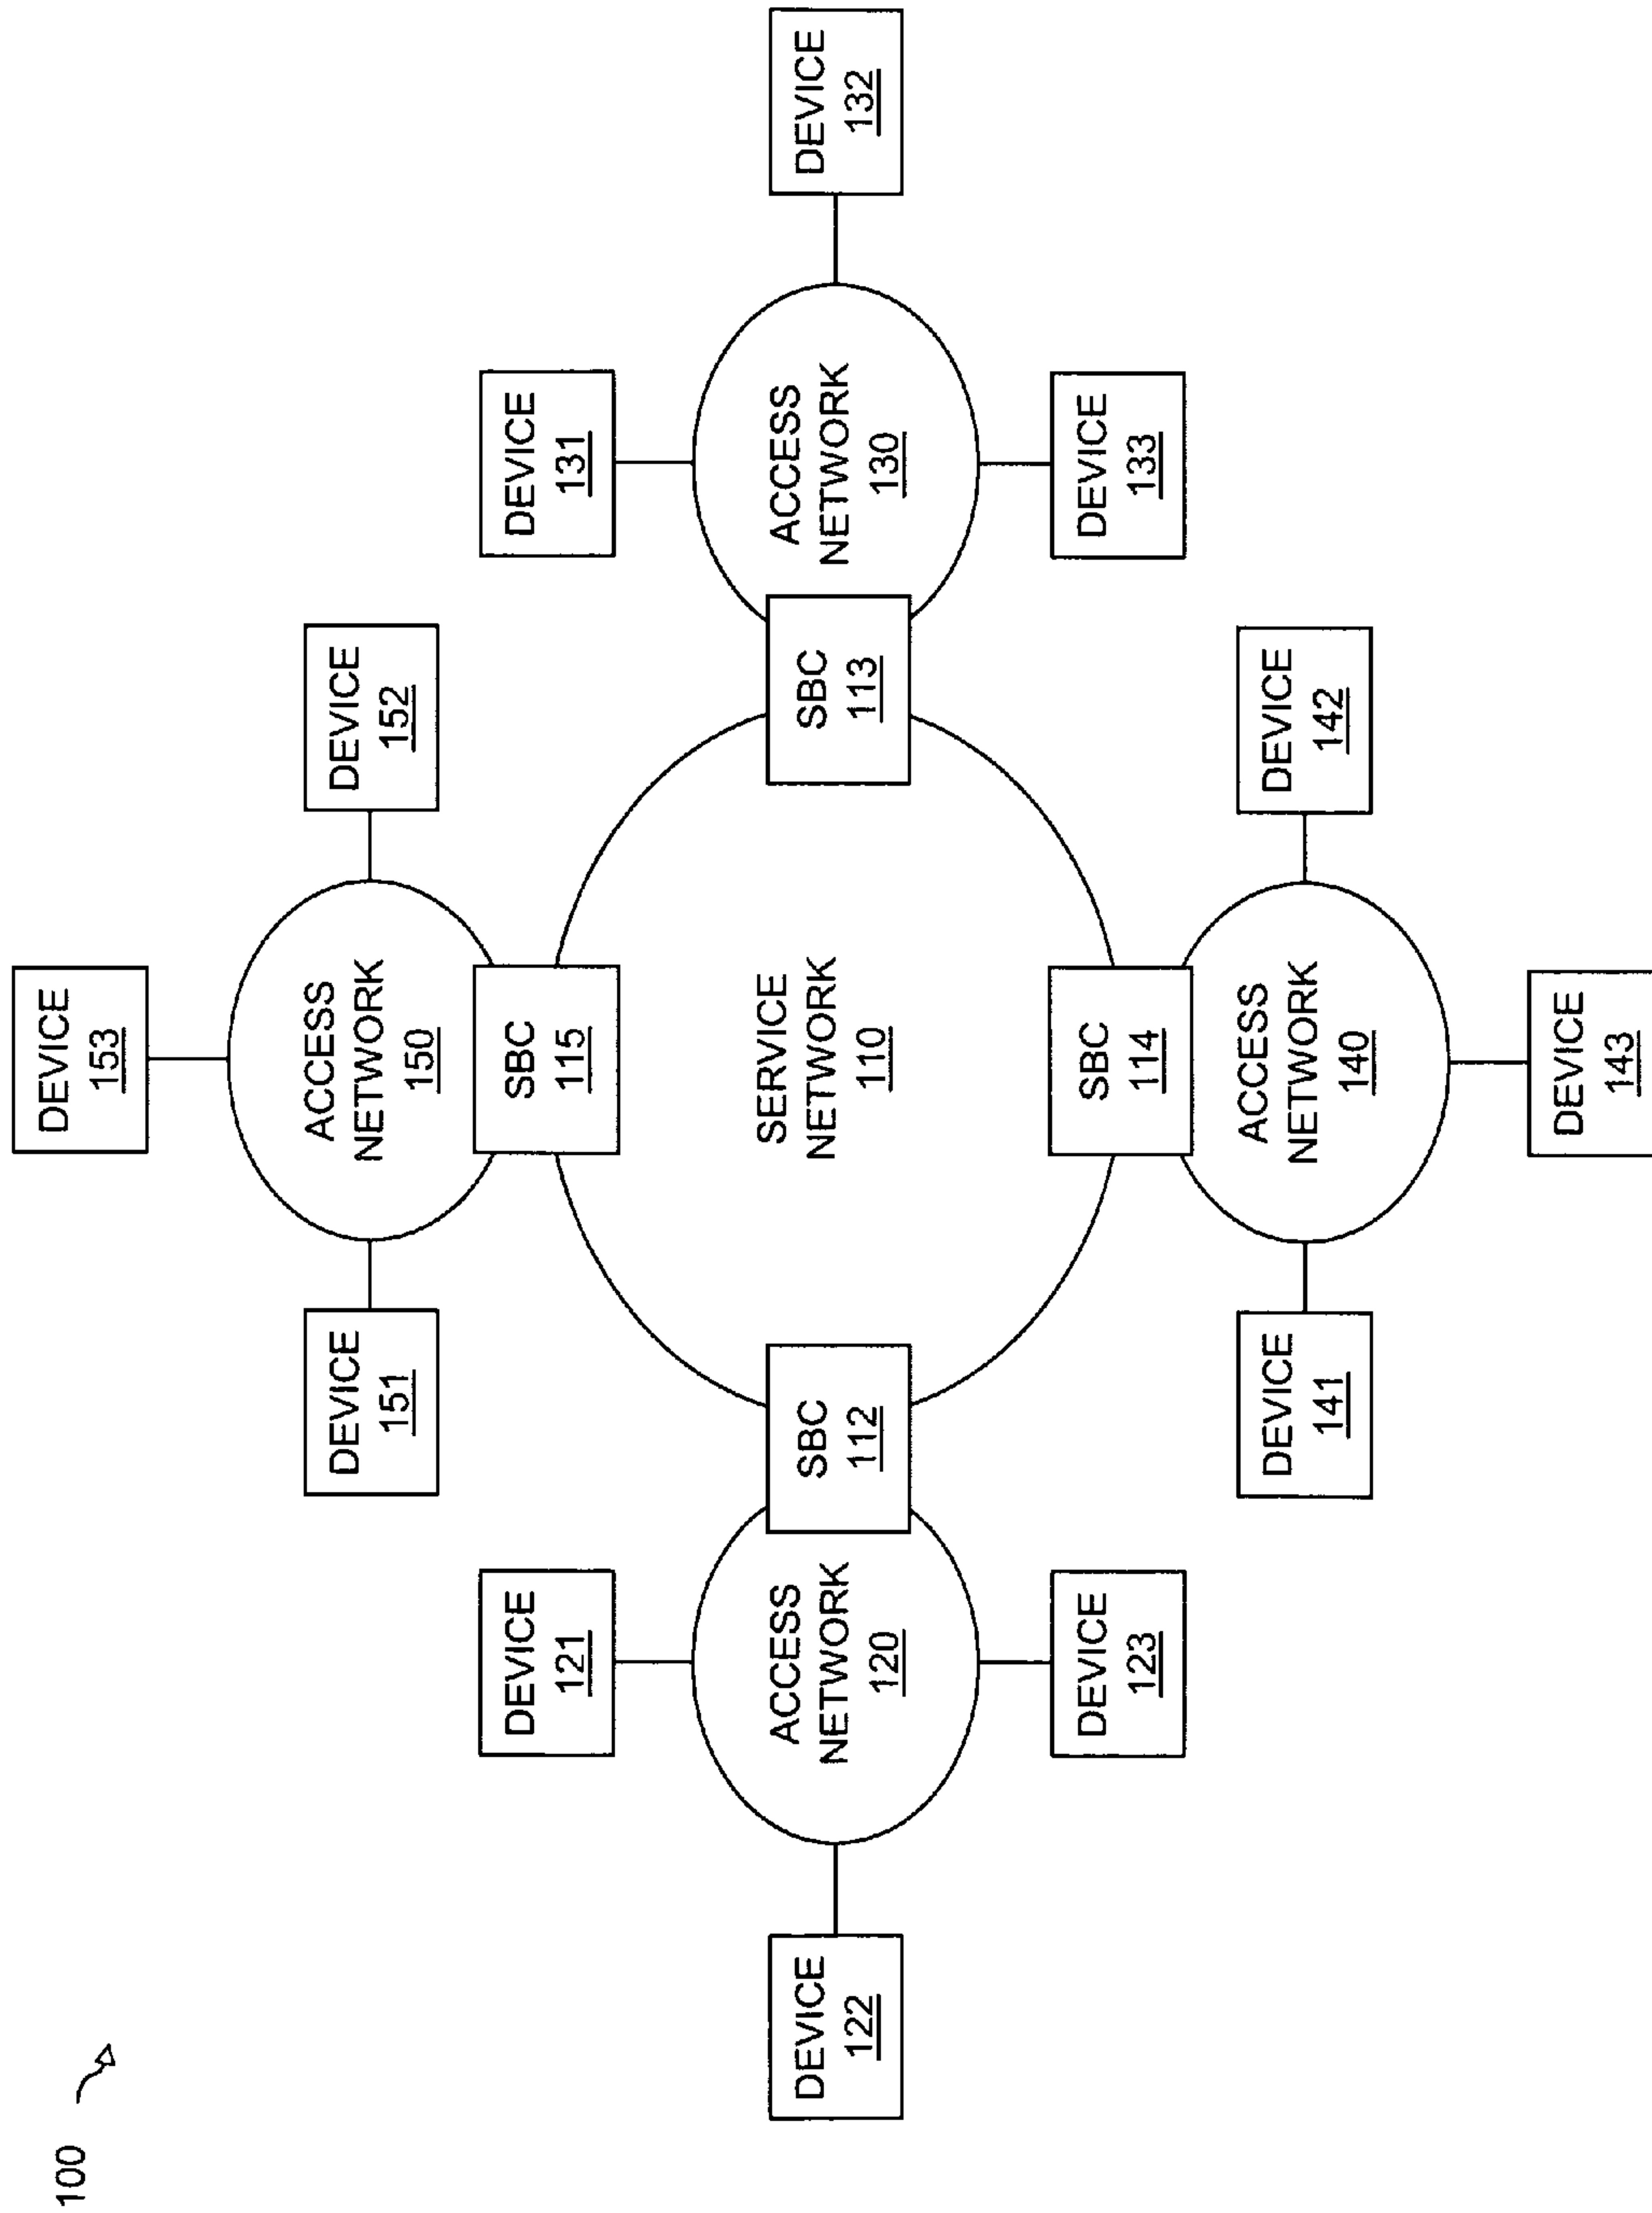 100
DEVICE
153
DEVICE
151
ACCESS
NETWORK
150
DEVICE
152
DEVICE
121
SBC
115
DEVICE
131
DEVICE
122
ACCESS
NETWORK
120
SBC
112
SERVICE
NETWORK
110
SBC
113
ACCESS
NETWORK
130
DEVICE
132
DEVICE
123
SBC
114
DEVICE
133
DEVICE
141
ACCESS
NETWORK
140
DEVICE
142
DEVICE
143